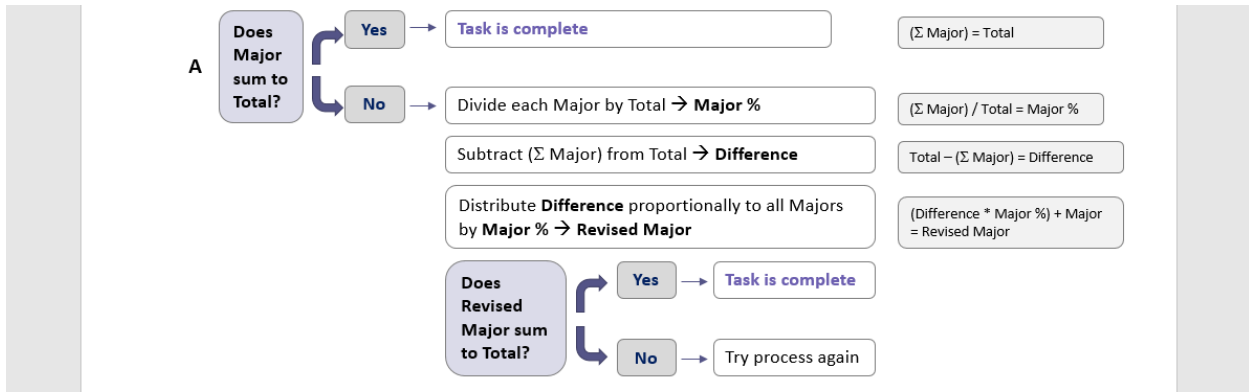 A
Does
Major
sum to
Total?
Yes
Task is complete
(Σ Major) = Total
No
Divide each Major by Total → Major %
(Σ Major) / Total = Major %
Subtract (Σ Major) from Total → Difference
Total – (Σ Major) = Difference
Distribute Difference proportionally to all Majors
by Major % → Revised Major
(Difference * Major %) + Major
= Revised Major
Does
Revised
Major sum
to Total?
Yes
Task is complete
No
Try process again